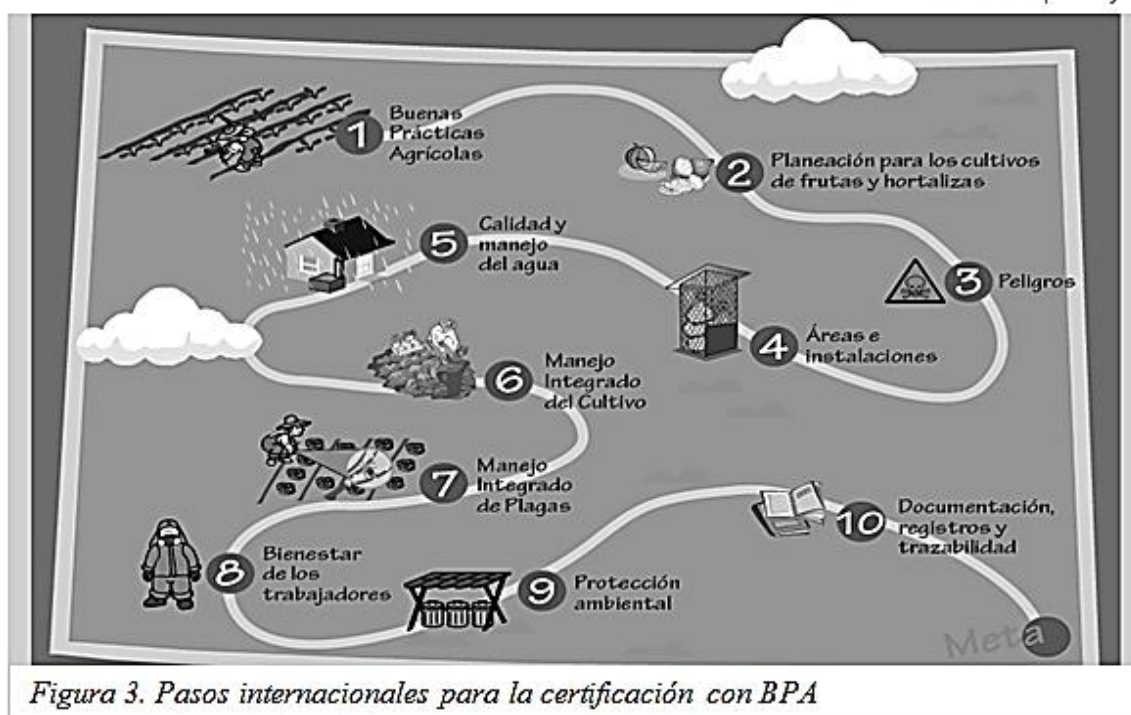 1
Buenas
Prácticas
Agrícolas
2
Planeación para los cultivos
de frutas y hortalizas
3
Peligros
4
Áreas e
instalaciones
5
Calidad y
manejo
del agua
6
Manejo
Integrado
del Cultivo
7
Manejo
Integrado
de Plagas
8
Bienestar
de los
trabajadores
9
Protección
ambiental
10
Documentación,
registros y
trazabilidad
Meta
Figura 3. Pasos internacionales para la certificación con BPA